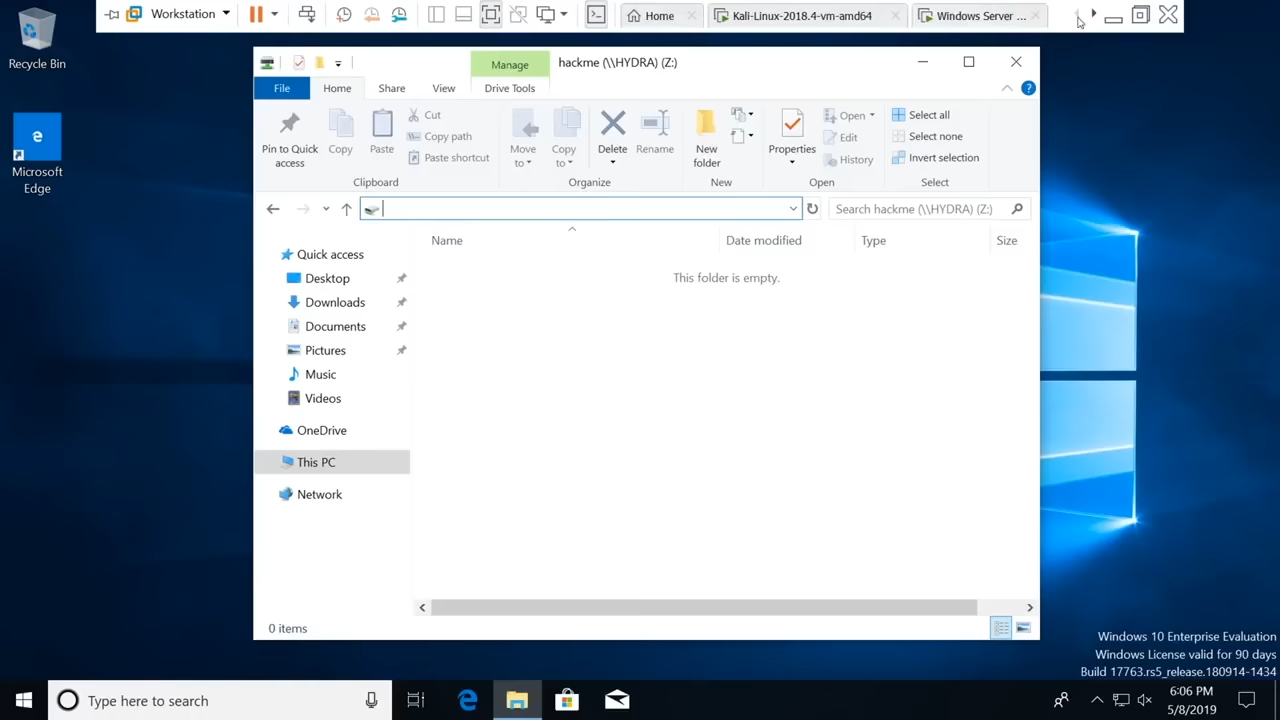 Workstation
Home
Kali-Linux-2018.4-vm-amd64
Windows Server ...
Recycle Bin
Microsoft
Edge
Manage
hackme (\\HYDRA) (Z:)
File
Home
Share
View
Drive Tools
Pin to Quick
access
Copy
Paste
Cut
Copy path
Paste shortcut
Clipboard
Move
to
Copy
to
Delete
Rename
Organize
New
folder
New
Properties
Open
Edit
History
Open
Select all
Select none
Invert selection
Select
Search hackme (\\HYDRA) (Z:)
Name
Date modified
Type
Size
This folder is empty.
Quick access
Desktop
Downloads
Documents
Pictures
Music
Videos
OneDrive
This PC
Network
0 items
Windows 10 Enterprise Evaluation
Windows License valid for 90 days
Build 17763.rs5_release.180914-1434
Type here to search
6:06 PM
5/8/2019